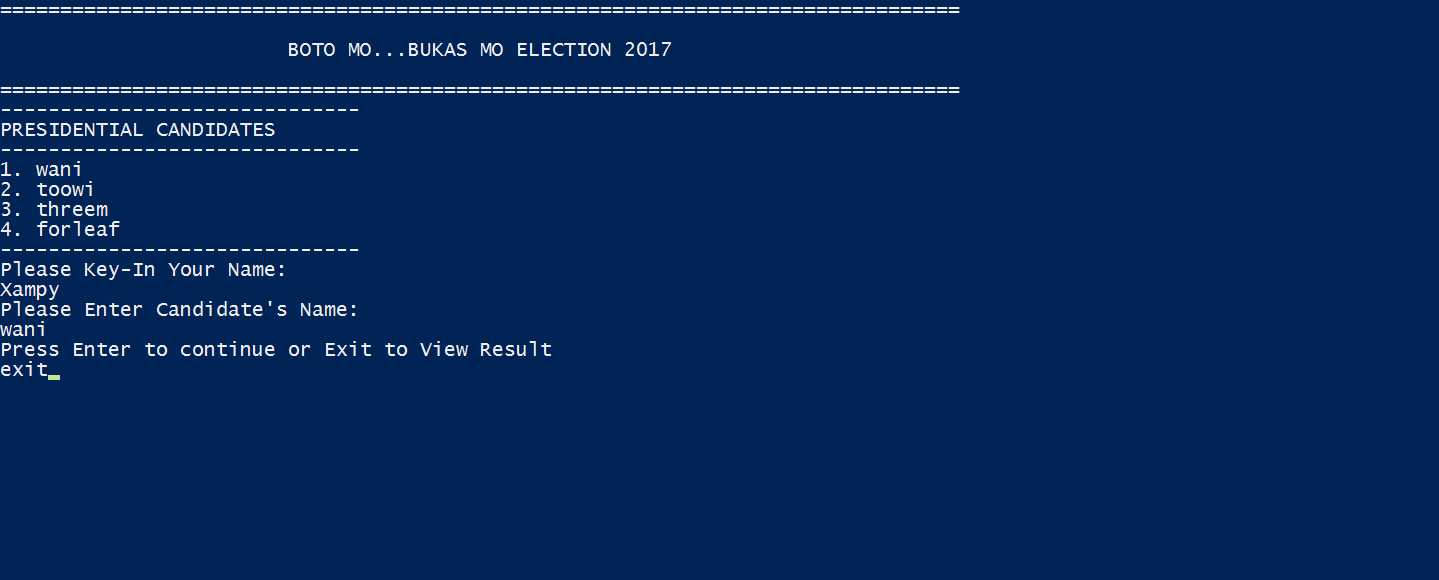 ================================================================================
BOTO MO...BUKAS MO ELECTION 2017
================================================================================
------------------------------
PRESIDENTIAL CANDIDATES
------------------------------
1. wani
2. toowi
3. threem
4. forleaf
------------------------------
Please Key-In Your Name:
Xampy
Please Enter Candidate's Name:
wani
Press Enter to continue or Exit to View Result
exit